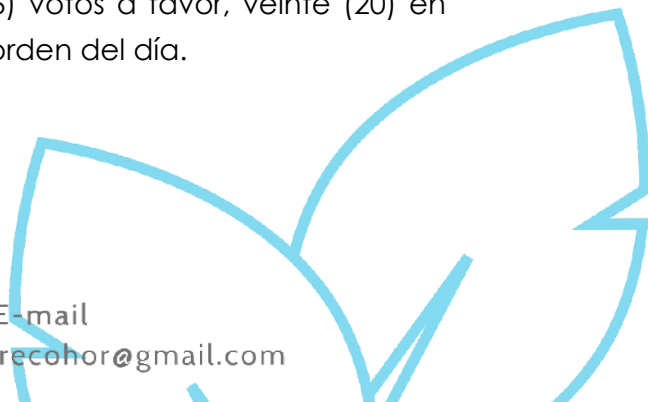 votos a favor, veinte (20) en
orden del día.
E-mail
recohor@gmail.com